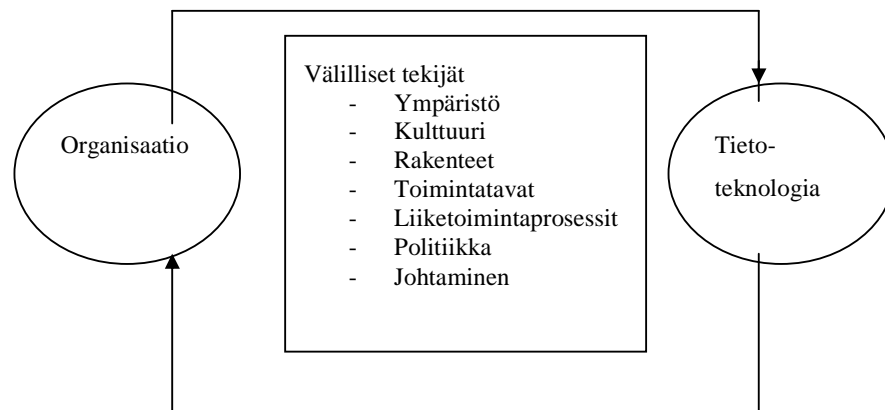 Organisaatio
Välilliset tekijät
- Ympäristö
- Kulttuuri
- Rakenteet
- Toimintatavat
- Liiketoimintaprosessit
- Politiikka
- Johtaminen
Tieto-
teknologia